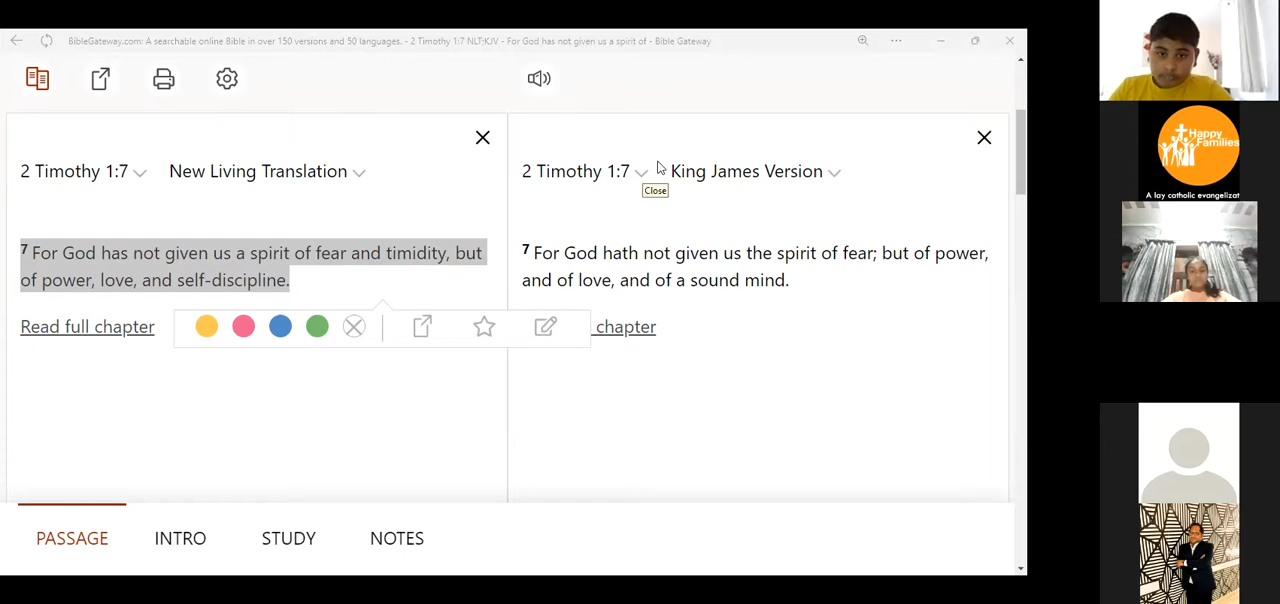 BibleGateway.com: A searchable online Bible in over 150 versions and 50 languages. - 2 Timothy 1:7 NLT;KJV - For God has not given us a spirit of - Bible Gateway
2 Timothy 1:7 New Living Translation
2 Timothy 1:7 King James Version
Close
7 For God has not given us a spirit of fear and timidity, but
of power, love, and self-discipline.
Read full chapter
7 For God hath not given us the spirit of fear; but of power,
and of love, and of a sound mind.
chapter
PASSAGE INTRO STUDY NOTES
Happy
Families
A lay catholic evangelizat